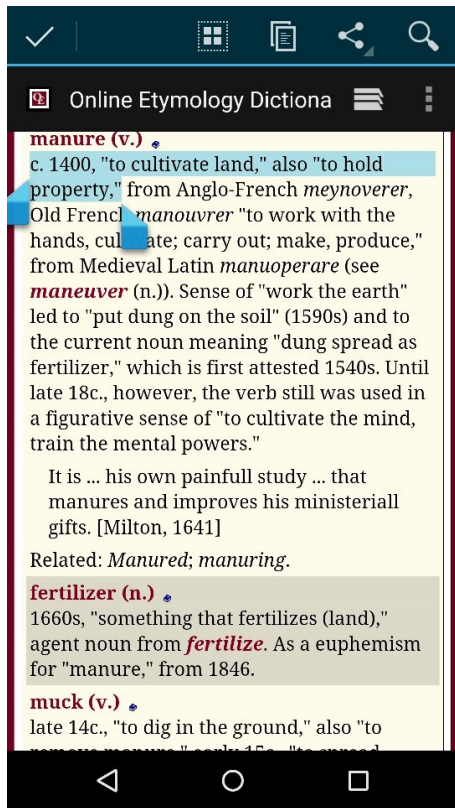 Online Etymology Dictiona
manure (v.)
c. 1400, "to cultivate land," also "to hold
property," from Anglo-French meynoverer,
Old French manouvrer "to work with the
hands, cultivate; carry out; make, produce,"
from Medieval Latin manuoperare (see
maneuver (n.)). Sense of "work the earth"
led to "put dung on the soil" (1590s) and to
the current noun meaning "dung spread as
fertilizer," which is first attested 1540s. Until
late 18c., however, the verb still was used in
a figurative sense of "to cultivate the mind,
train the mental powers."
It is ... his own painfull study ... that
manures and improves his ministeriall
gifts. [Milton, 1641]
Related: Manured; manuring.
fertilizer (n.)
1660s, "something that fertilizes (land),"
agent noun from fertilize. As a euphemism
for "manure," from 1846.
muck (v.)
late 14c., "to dig in the ground," also "to
remove manure," early 15c., "to spread